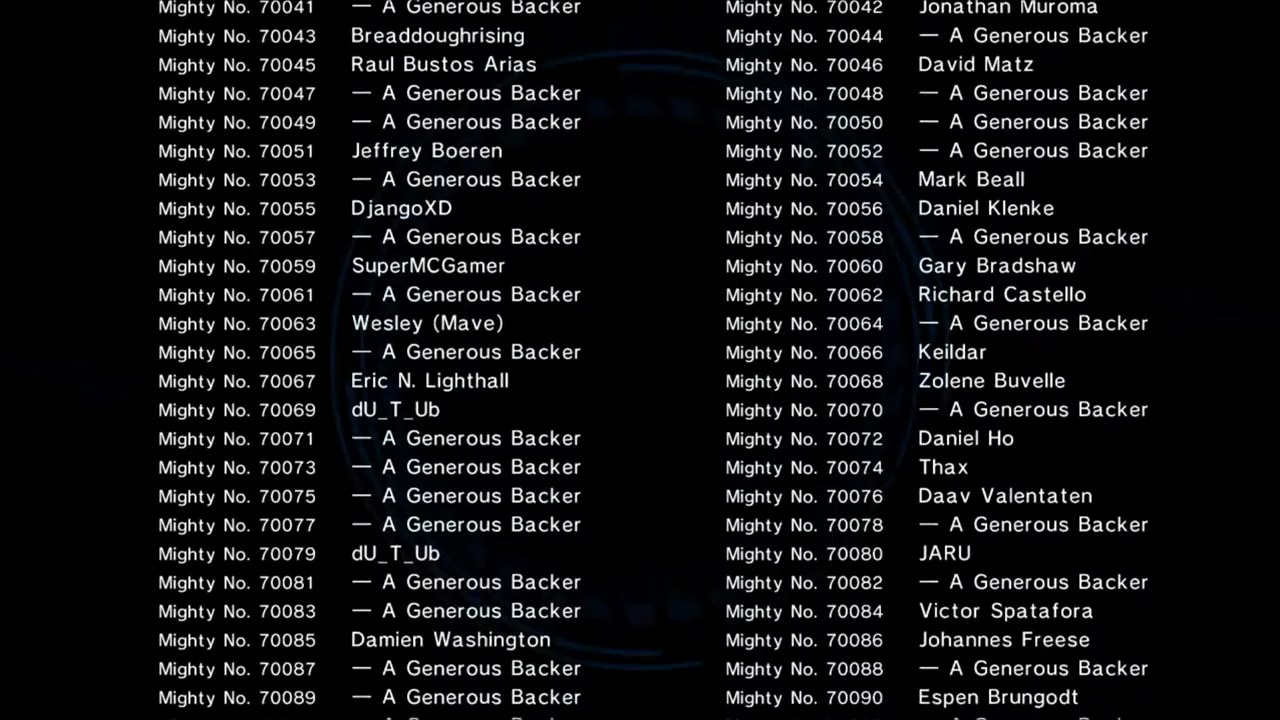 Mighty No. 70041 — A Generous Backer Mighty No. 70042 Jonathan Muroma
Mighty No. 70043 Breaddoughrising Mighty No. 70044 — A Generous Backer
Mighty No. 70045 Raul Bustos Arias Mighty No. 70046 David Matz
Mighty No. 70047 — A Generous Backer Mighty No. 70048 — A Generous Backer
Mighty No. 70049 — A Generous Backer Mighty No. 70050 — A Generous Backer
Mighty No. 70051 Jeffrey Boeren Mighty No. 70052 — A Generous Backer
Mighty No. 70053 — A Generous Backer Mighty No. 70054 Mark Beall
Mighty No. 70055 DjangoXD Mighty No. 70056 Daniel Klenke
Mighty No. 70057 — A Generous Backer Mighty No. 70058 — A Generous Backer
Mighty No. 70059 SuperMCGamer Mighty No. 70060 Gary Bradshaw
Mighty No. 70061 — A Generous Backer Mighty No. 70062 Richard Castello
Mighty No. 70063 Wesley (Mave) Mighty No. 70064 — A Generous Backer
Mighty No. 70065 — A Generous Backer Mighty No. 70066 Keildar
Mighty No. 70067 Eric N. Lighthall Mighty No. 70068 Zolene Buvelle
Mighty No. 70069 dU_T_Ub Mighty No. 70070 — A Generous Backer
Mighty No. 70071 — A Generous Backer Mighty No. 70072 Daniel Ho
Mighty No. 70073 — A Generous Backer Mighty No. 70074 Thax
Mighty No. 70075 — A Generous Backer Mighty No. 70076 Daav Valentaten
Mighty No. 70077 — A Generous Backer Mighty No. 70078 — A Generous Backer
Mighty No. 70079 dU_T_Ub Mighty No. 70080 JARU
Mighty No. 70081 — A Generous Backer Mighty No. 70082 — A Generous Backer
Mighty No. 70083 — A Generous Backer Mighty No. 70084 Victor Spatafora
Mighty No. 70085 Damien Washington Mighty No. 70086 Johannes Freese
Mighty No. 70087 — A Generous Backer Mighty No. 70088 — A Generous Backer
Mighty No. 70089 — A Generous Backer Mighty No. 70090 Espen Brungodt